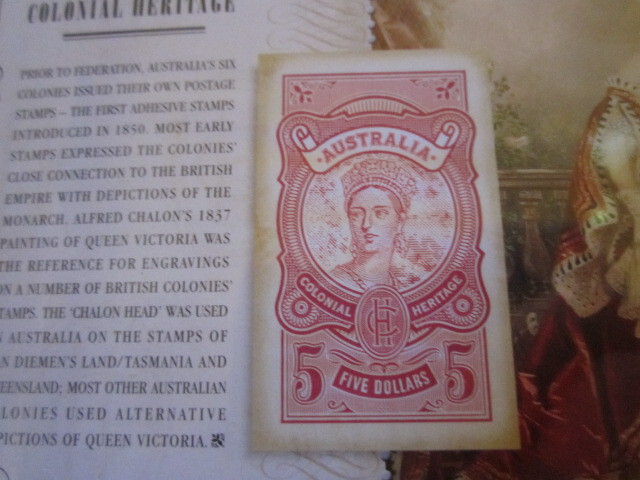 COLONIAL HERITAGE
PRIOR TO FEDERATION, AUSTRALIA'S SIX
COLONIES ISSUED THEIR OWN POSTAGE
STAMPS – THE FIRST ADHESIVE STAMPS
INTRODUCED IN 1850. MOST EARLY
STAMPS EXPRESSED THE COLONIES'
CLOSE CONNECTION TO THE BRITISH
EMPIRE WITH DEPICTIONS OF THE
MONARCH. ALFRED CHALON'S 1837
PAINTING OF QUEEN VICTORIA WAS
THE REFERENCE FOR ENGRAVINGS
ON A NUMBER OF BRITISH COLONIES'
STAMPS. THE 'CHALON HEAD' WAS USED
AUSTRALIA ON THE STAMPS OF
DIEMEN'S LAND/TASMANIA AND
EENSLAND; MOST OTHER AUSTRALIAN
LONIES USED ALTERNATIVE
PICTIONS OF QUEEN VICTORIA.
AUSTRALIA
COLONIAL HERITAGE
CH
5 5
FIVE DOLLARS